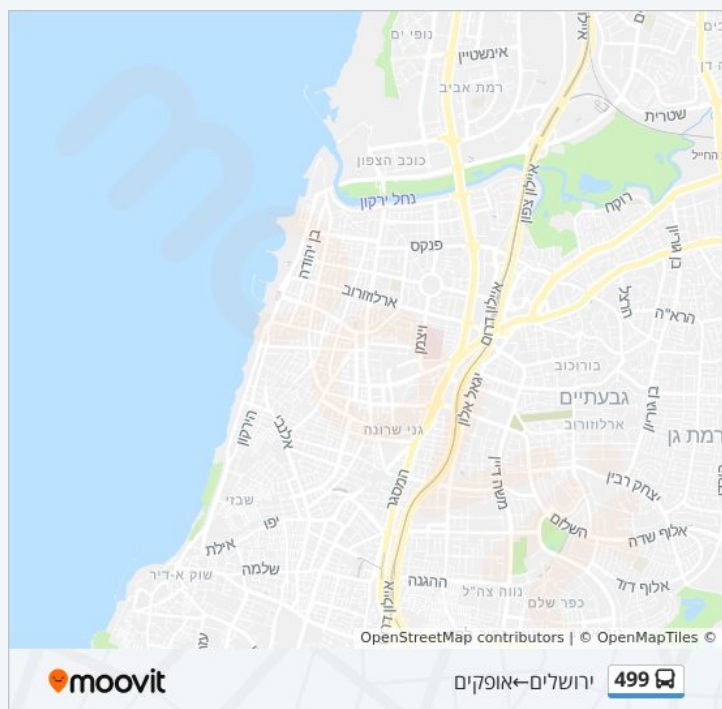 נופי ים
אינשטיין
רמת אביב
שטרית
כוכב הצפון
איילון צפון
נחל ירקון
רוקח
בן יהודה
פנקס
ארלוזורוב
איילון דרום
הרא"ה
ויצמן
יגאל אלון
בורוכוב
גבעתיים
ארלוזורוב
בן גוריון
רמת גן
הירקון
אלנבי
גני שרונה
המסגר
יצחק רבין
שבזי
יפו
אילת
השלום
אלוף שדה
שוק א-דיר
שלמה
ההגנה
נווה צה"ל
כפר שלם
אלוף דוד
OpenStreetMap contributors | © OpenMapTiles ©
moovit
ירושלים←אופקים
499